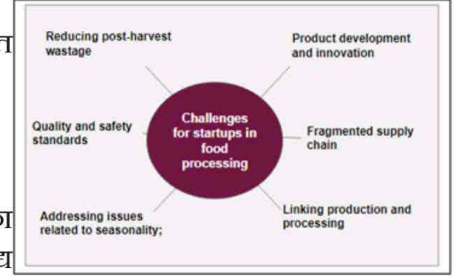 Reducing post-harvest
wastage
Product development
and innovation
Challenges
for startups in
food
processing
Quality and safety
standards
Fragmented supply
chain
Addressing issues
related to seasonality;
Linking production and
processing